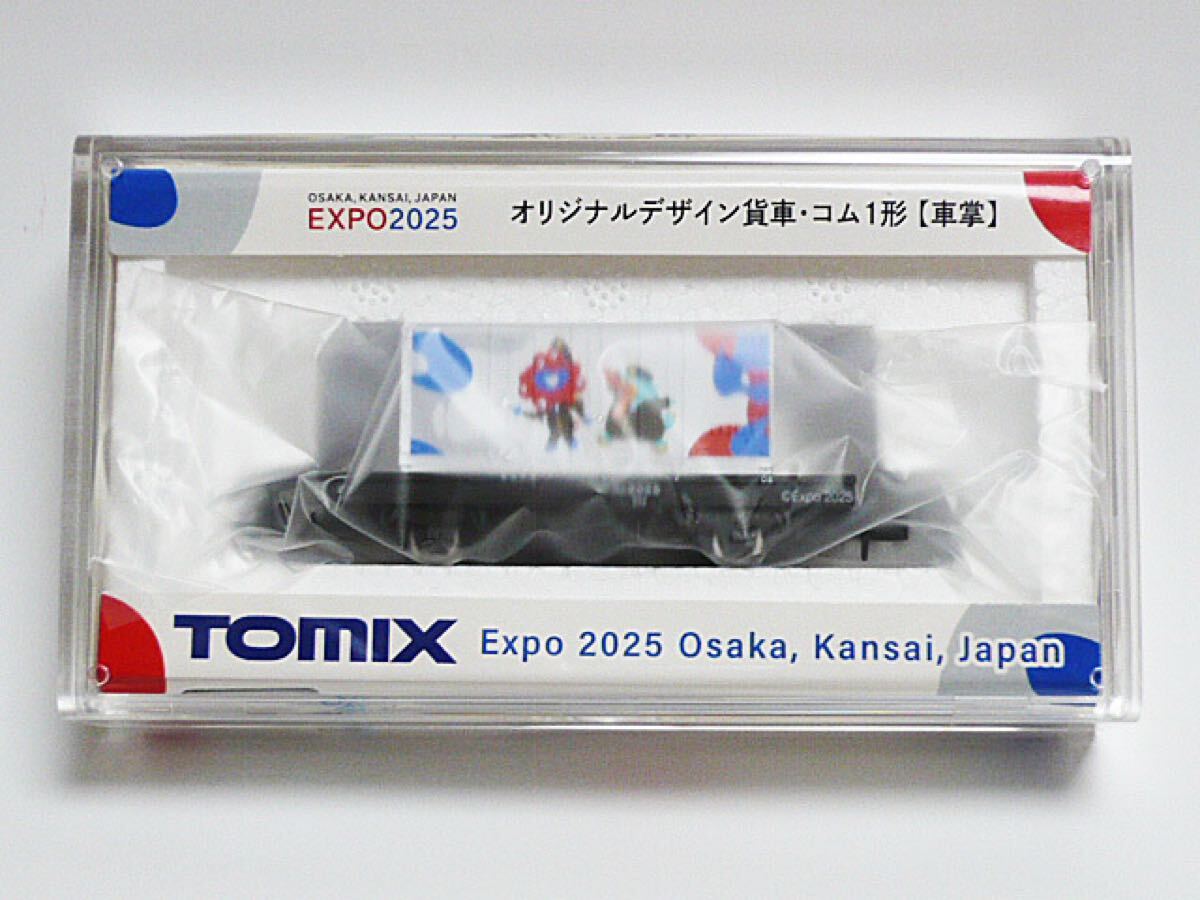 OSAKA, KANSAI, JAPAN
EXPO2025
オリジナルデザイン貨車・コム1形【車掌】
©Expo 2025
TOMIX
Expo 2025 Osaka, Kansai, Japan